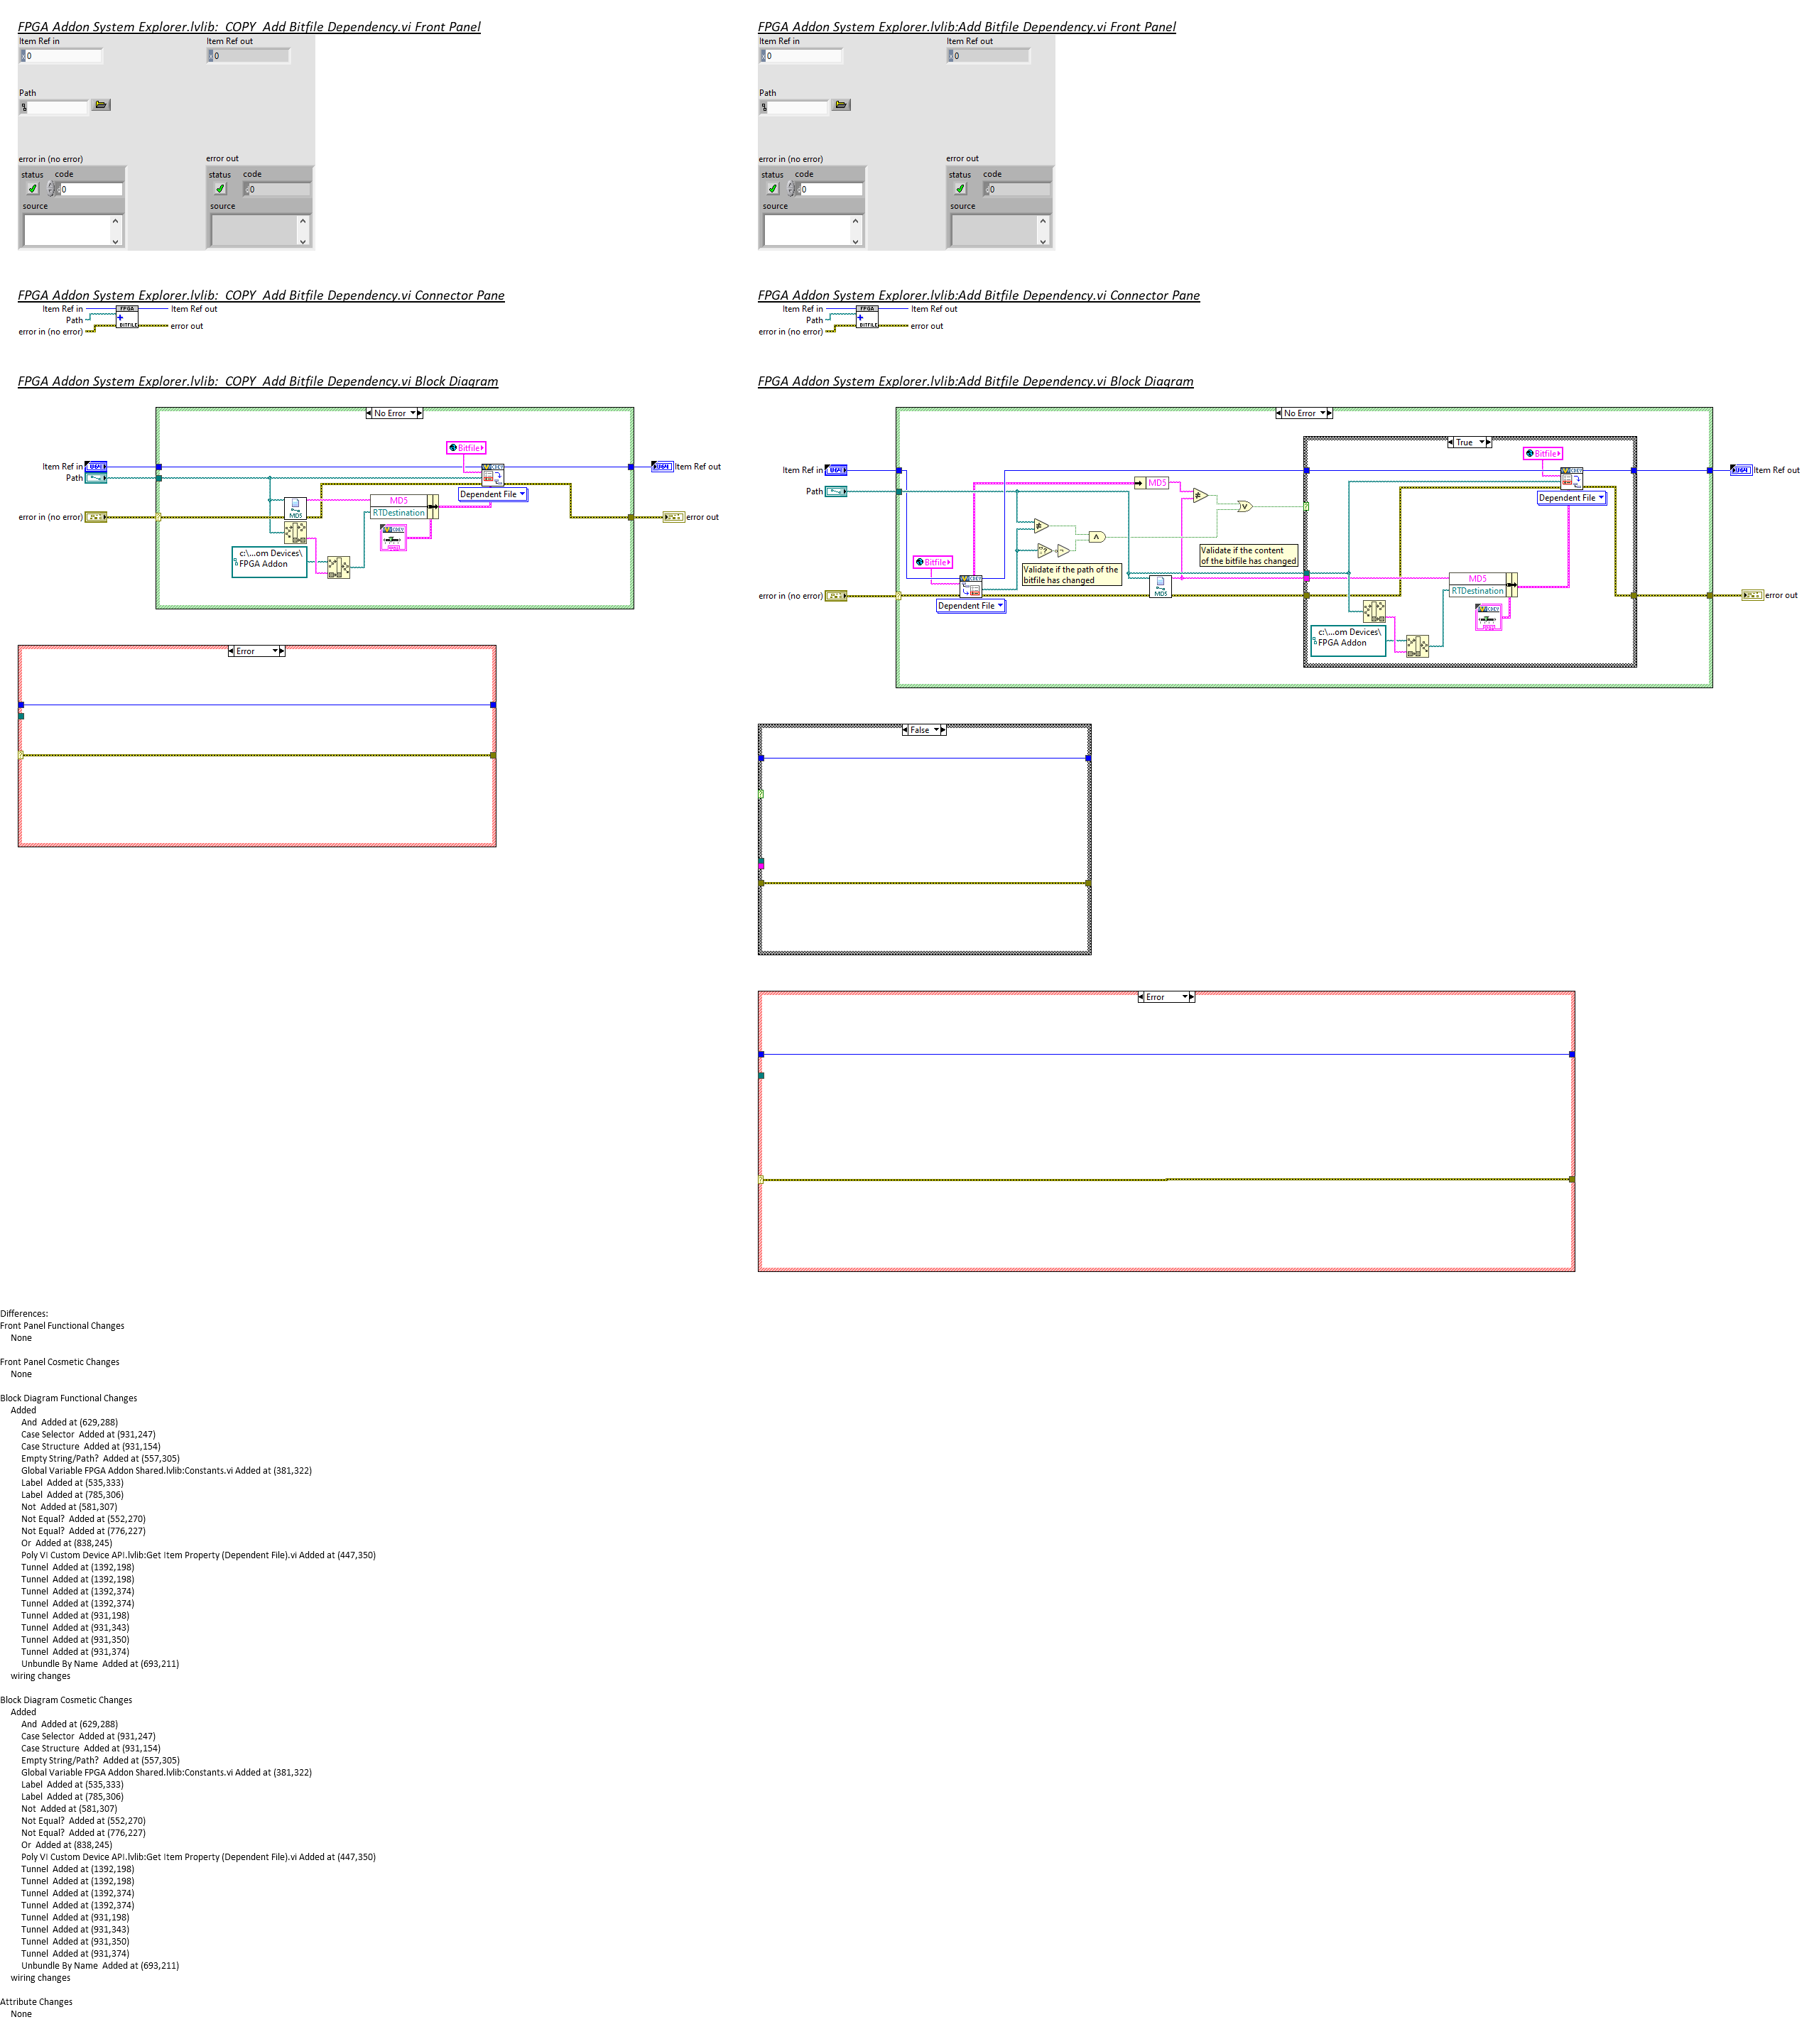 FPGA Addon System Explorer.lvlib:  COPY  Add Bitfile Dependency.vi Front Panel
Item Ref in
Item Ref out
0
0
Path
error in (no error)
error out
status
code
status
code
0
0
source
source
FPGA Addon System Explorer.lvlib:  COPY  Add Bitfile Dependency.vi Connector Pane
Item Ref in
Item Ref out
Path
error in (no error)
error out
FPGA
BITFILE
FPGA Addon System Explorer.lvlib:  COPY  Add Bitfile Dependency.vi Block Diagram
No Error
Bitfile
Item Ref in
Item Ref out
Path
Dependent File
MD5
RTDestination
MD5
error in (no error)
error out
c:\...om Devices\
FPGA Addon
Error
FPGA Addon System Explorer.lvlib:Add Bitfile Dependency.vi Front Panel
Item Ref in
Item Ref out
0
0
Path
error in (no error)
error out
status
code
status
code
0
0
source
source
FPGA Addon System Explorer.lvlib:Add Bitfile Dependency.vi Connector Pane
Item Ref in
Item Ref out
Path
error in (no error)
error out
FPGA
BITFILE
FPGA Addon System Explorer.lvlib:Add Bitfile Dependency.vi Block Diagram
No Error
True
Bitfile
Item Ref in
Item Ref out
Path
MD5
Dependent File
Validate if the content
of the bitfile has changed
Bitfile
Validate if the path of the
bitfile has changed
MD5
MD5
RTDestination
error in (no error)
error out
Dependent File
c:\...om Devices\
FPGA Addon
False
Error
Differences:
Front Panel Functional Changes
None
Front Panel Cosmetic Changes
None
Block Diagram Functional Changes
Added
And  Added at (629,288)
Case Selector  Added at (931,247)
Case Structure  Added at (931,154)
Empty String/Path?  Added at (557,305)
Global Variable FPGA Addon Shared.lvlib:Constants.vi Added at (381,322)
Label  Added at (535,333)
Label  Added at (785,306)
Not  Added at (581,307)
Not Equal?  Added at (552,270)
Not Equal?  Added at (776,227)
Or  Added at (838,245)
Poly VI Custom Device API.lvlib:Get Item Property (Dependent File).vi Added at (447,350)
Tunnel  Added at (1392,198)
Tunnel  Added at (1392,198)
Tunnel  Added at (1392,374)
Tunnel  Added at (1392,374)
Tunnel  Added at (931,198)
Tunnel  Added at (931,343)
Tunnel  Added at (931,350)
Tunnel  Added at (931,374)
Unbundle By Name  Added at (693,211)
wiring changes
Block Diagram Cosmetic Changes
Added
And  Added at (629,288)
Case Selector  Added at (931,247)
Case Structure  Added at (931,154)
Empty String/Path?  Added at (557,305)
Global Variable FPGA Addon Shared.lvlib:Constants.vi Added at (381,322)
Label  Added at (535,333)
Label  Added at (785,306)
Not  Added at (581,307)
Not Equal?  Added at (552,270)
Not Equal?  Added at (776,227)
Or  Added at (838,245)
Poly VI Custom Device API.lvlib:Get Item Property (Dependent File).vi Added at (447,350)
Tunnel  Added at (1392,198)
Tunnel  Added at (1392,198)
Tunnel  Added at (1392,374)
Tunnel  Added at (1392,374)
Tunnel  Added at (931,198)
Tunnel  Added at (931,343)
Tunnel  Added at (931,350)
Tunnel  Added at (931,374)
Unbundle By Name  Added at (693,211)
wiring changes
Attribute Changes
None